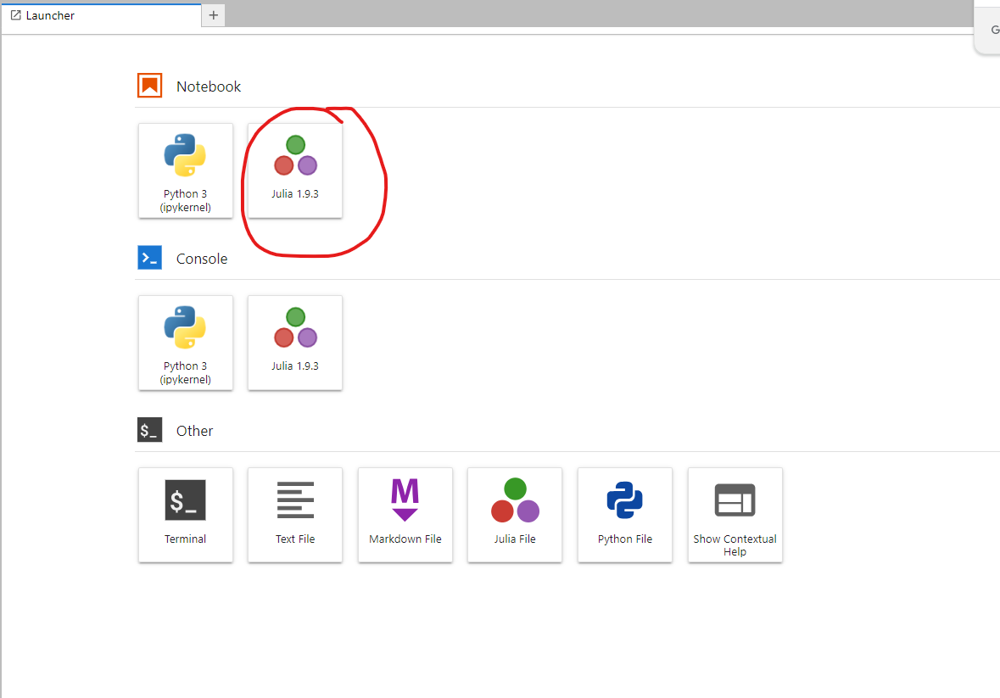 Launcher
+
G
Notebook
Python 3
(ipykernel)
Julia 1.9.3
>_
Console
Python 3
(ipykernel)
Julia 1.9.3
$_
Other
$_
M
Terminal
Text File
Markdown File
Julia File
Python File
Show Contextual
Help